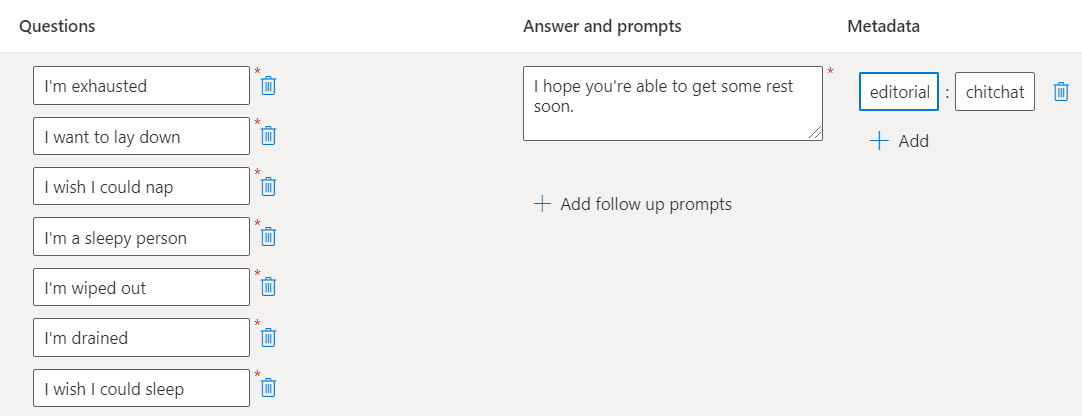 Questions
Answer and prompts
Metadata
I'm exhausted
*
I want to lay down
*
I wish I could nap
*
I'm a sleepy person
*
I'm wiped out
*
I'm drained
*
I wish I could sleep
*
I hope you're able to get some rest
soon.
*
+ Add follow up prompts
editorial : chitchat
+ Add